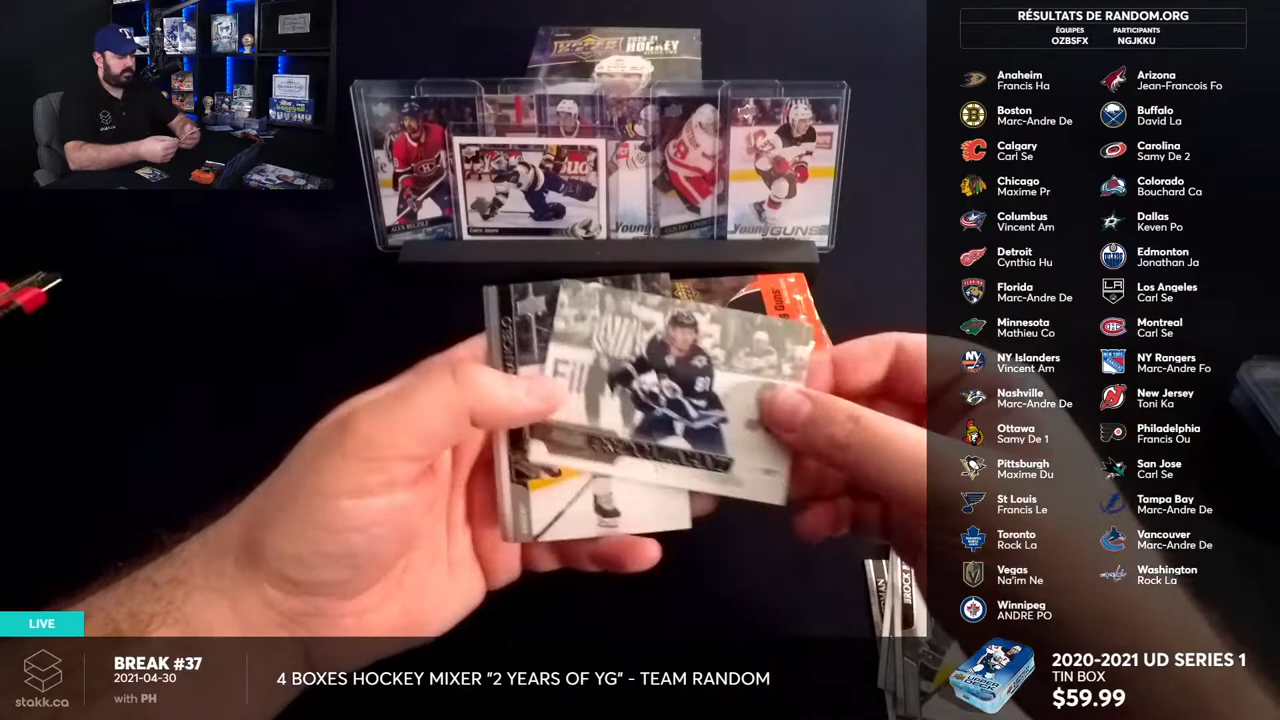 RÉSULTATS DE RANDOM.ORG
ÉQUIPES
OZBSFX
PARTICIPANTS
NGJKKU
Anaheim
Francis Ha
Arizona
Jean-Francois Fo
Boston
Marc-Andre De
Buffalo
David La
Calgary
Carl Se
Carolina
Samy De 2
Chicago
Maxime Pr
Colorado
Bouchard Ca
Columbus
Vincent Am
Dallas
Keven Po
Detroit
Cynthia Hu
Edmonton
Jonathan Ja
Florida
Marc-Andre De
Los Angeles
Carl Se
Minnesota
Mathieu Co
Montreal
Carl Se
NY Islanders
Vincent Am
NY Rangers
Marc-Andre Fo
Nashville
Marc-Andre De
New Jersey
Toni Ka
Ottawa
Samy De 1
Philadelphia
Francis Ou
Pittsburgh
Maxime Du
San Jose
Carl Se
St Louis
Francis Le
Tampa Bay
Marc-Andre De
Toronto
Rock La
Vancouver
Marc-Andre De
Vegas
Na'im Ne
Washington
Rock La
Winnipeg
ANDRE PO
2020-21
HOCKEY
Young
Young GUNS
Guns
BROCK
LIVE
stakk.ca
BREAK #37
2021-04-30
with PH
4 BOXES HOCKEY MIXER "2 YEARS OF YG" - TEAM RANDOM
2020-2021 UD SERIES 1
TIN BOX
$59.99